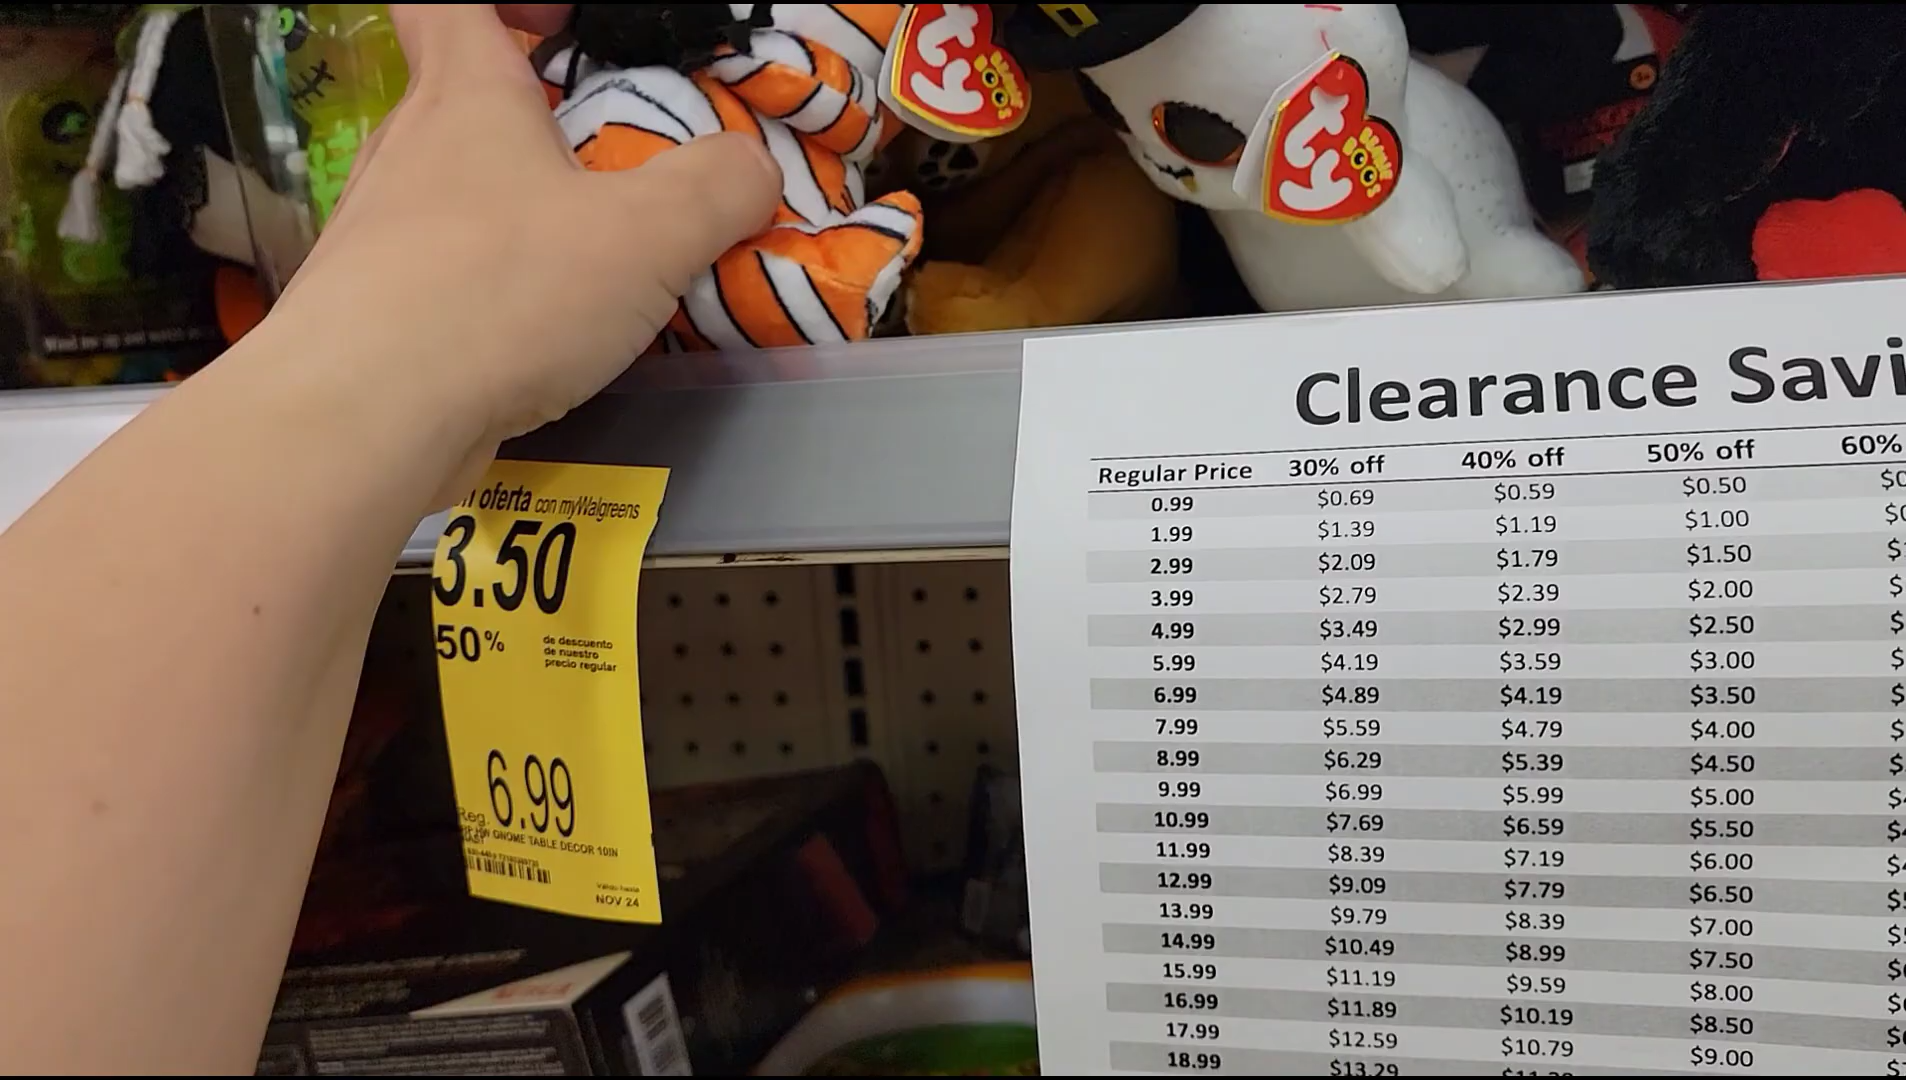 ty
BEANIE
BOOS
ty
BEANIE
BOOS
oferta con myWalgreens
3.50
50%
de descuento
de nuestro
precio regular
Reg. 6.99
HW GNOME TABLE DECOR 10IN
NOV 24
Clearance Savi
Regular Price 30% off 40% off 50% off 60%
0.99 $0.69 $0.59 $0.50
1.99 $1.39 $1.19 $1.00
2.99 $2.09 $1.79 $1.50
3.99 $2.79 $2.39 $2.00
4.99 $3.49 $2.99 $2.50
5.99 $4.19 $3.59 $3.00
6.99 $4.89 $4.19 $3.50
7.99 $5.59 $4.79 $4.00
8.99 $6.29 $5.39 $4.50
9.99 $6.99 $5.99 $5.00
10.99 $7.69 $6.59 $5.50
11.99 $8.39 $7.19 $6.00
12.99 $9.09 $7.79 $6.50
13.99 $9.79 $8.39 $7.00
14.99 $10.49 $8.99 $7.50
15.99 $11.19 $9.59 $8.00
16.99 $11.89 $10.19 $8.50
17.99 $12.59 $10.79 $9.00
18.99 $13.29